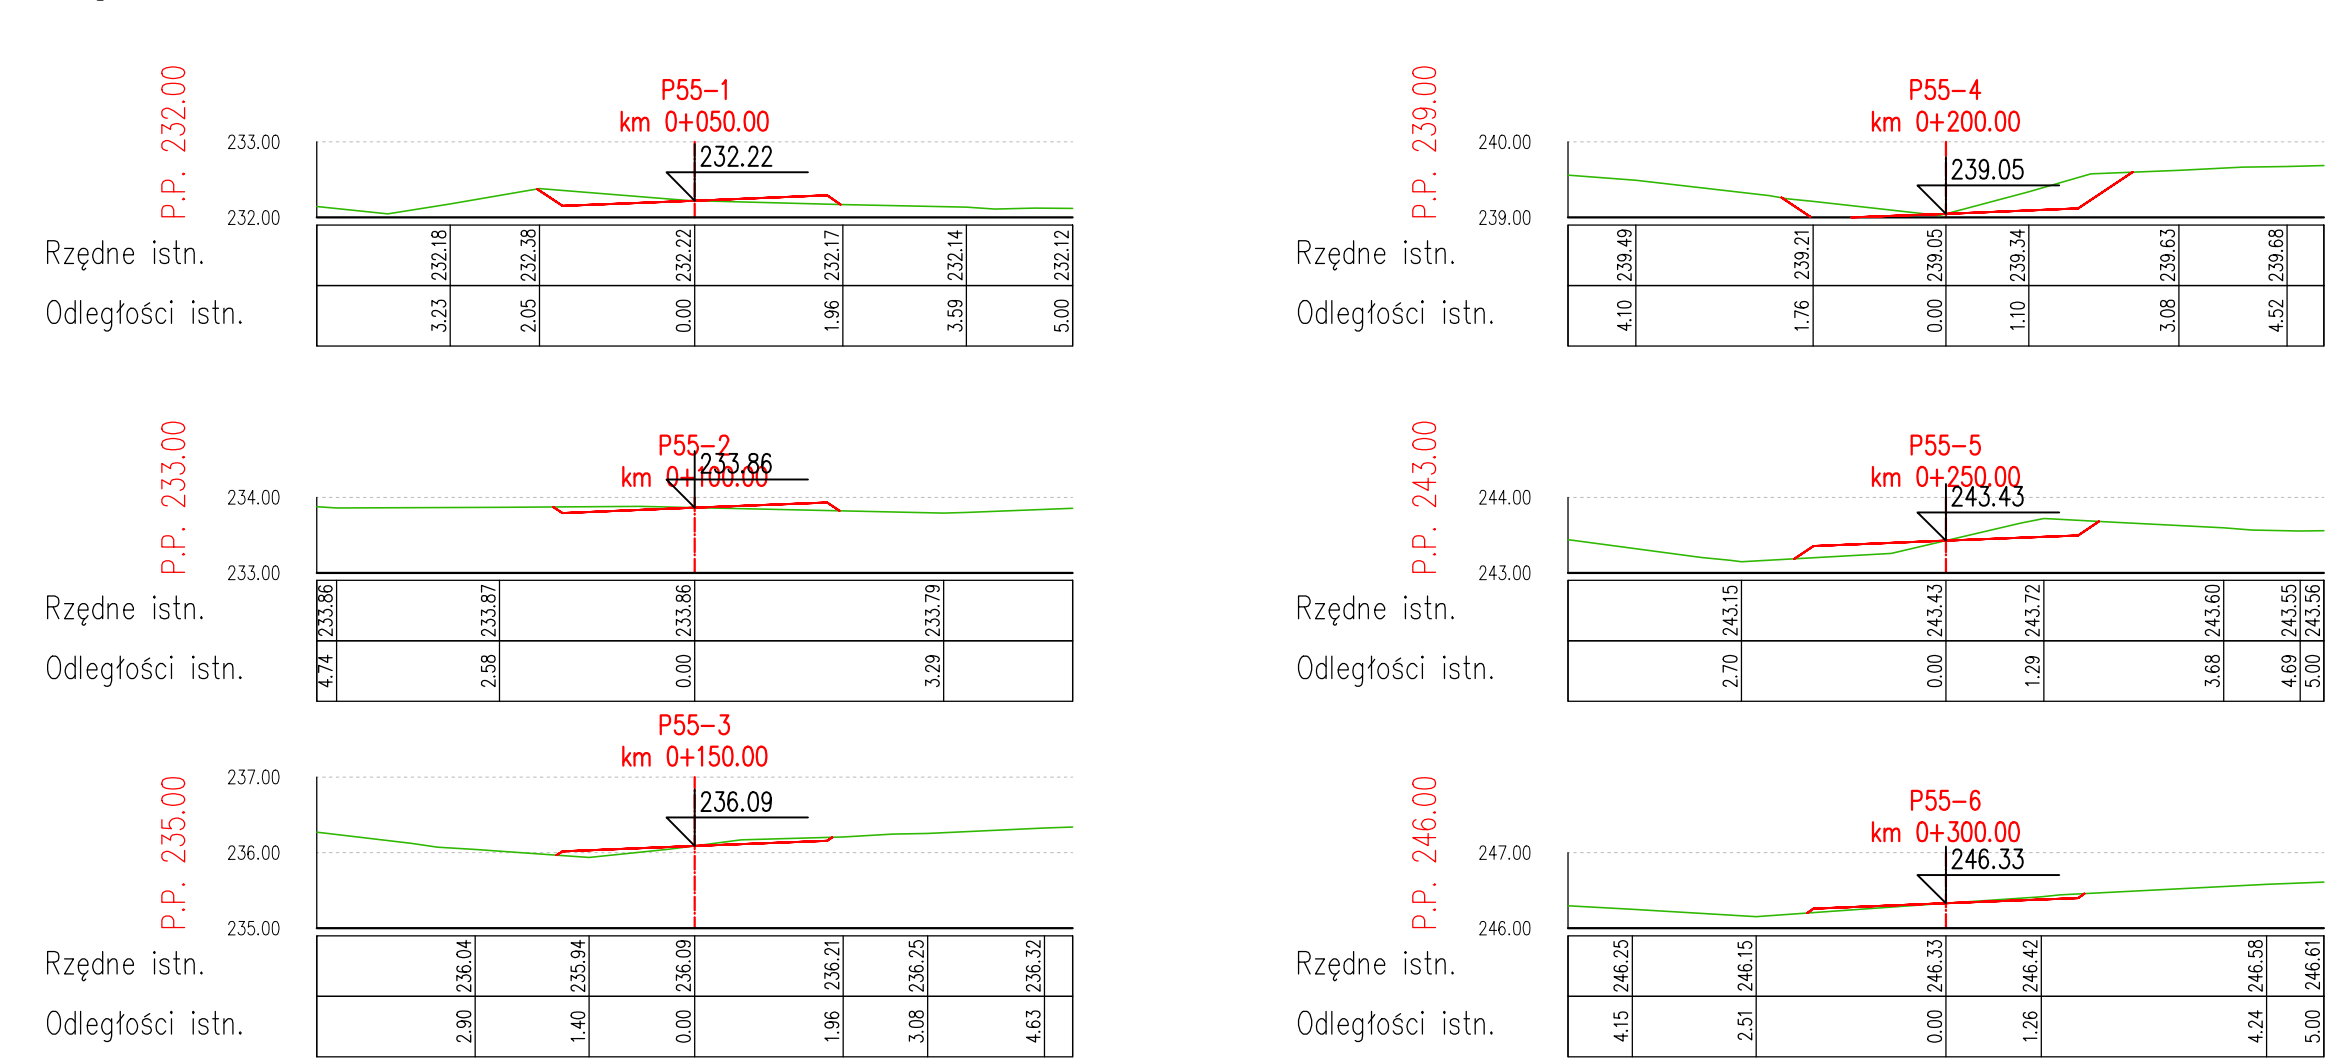 P.P. 232.00
P55-1
km 0+050.00
233.00
232.22
232.00
Rzędne istn.
232.18 232.38 232.22 232.17 232.14 232.12
Odległości istn.
3.23 2.05 0.00 1.96 3.59 5.00
P.P. 233.00
P55-2
km 0+100.00
233.86
234.00
233.00
Rzędne istn.
233.86 233.87 233.86 233.79
Odległości istn.
4.74 2.58 0.00 3.29
P.P. 235.00
P55-3
km 0+150.00
237.00
236.09
236.00
235.00
Rzędne istn.
236.04 235.94 236.09 236.21 236.25 236.32
Odległości istn.
2.90 1.40 0.00 1.96 3.08 4.63
P.P. 239.00
P55-4
km 0+200.00
240.00
239.05
239.00
Rzędne istn.
239.49 239.21 239.05 239.34 239.63 239.68
Odległości istn.
4.10 1.76 0.00 1.10 3.08 4.52
P.P. 243.00
P55-5
km 0+250.00
244.00
243.43
243.00
Rzędne istn.
243.15 243.43 243.72 243.60 243.55 243.56
Odległości istn.
2.70 0.00 1.29 3.68 4.69 5.00
P.P. 246.00
P55-6
km 0+300.00
247.00
246.33
246.00
Rzędne istn.
246.25 246.15 246.33 246.42 246.58 246.61
Odległości istn.
4.15 2.51 0.00 1.26 4.24 5.00